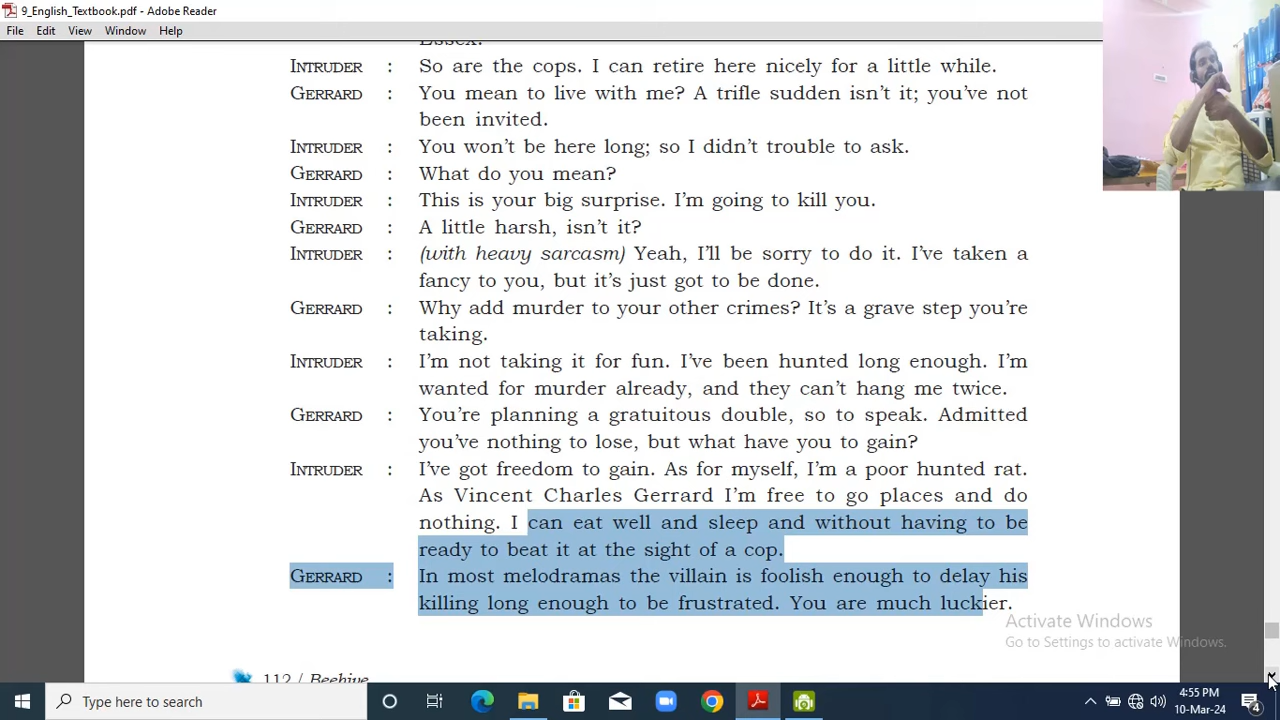 9_English_Textbook.pdf - Adobe Reader
File Edit View Window Help
Essex.
INTRUDER : So are the cops. I can retire here nicely for a little while.
GERRARD : You mean to live with me? A trifle sudden isn't it; you've not
been invited.
INTRUDER : You won't be here long; so I didn't trouble to ask.
GERRARD : What do you mean?
INTRUDER : This is your big surprise. I'm going to kill you.
GERRARD : A little harsh, isn't it?
INTRUDER : (with heavy sarcasm) Yeah, I'll be sorry to do it. I've taken a
fancy to you, but it's just got to be done.
GERRARD : Why add murder to your other crimes? It's a grave step you're
taking.
INTRUDER : I'm not taking it for fun. I've been hunted long enough. I'm
wanted for murder already, and they can't hang me twice.
GERRARD : You're planning a gratuitous double, so to speak. Admitted
you've nothing to lose, but what have you to gain?
INTRUDER : I've got freedom to gain. As for myself, I'm a poor hunted rat.
As Vincent Charles Gerrard I'm free to go places and do
nothing. I can eat well and sleep and without having to be
ready to beat it at the sight of a cop.
GERRARD : In most melodramas the villain is foolish enough to delay his
killing long enough to be frustrated. You are much luckier.
Activate Windows
Go to Settings to activate Windows.
112 / Beehive
Type here to search
4:55 PM
10-Mar-24
4